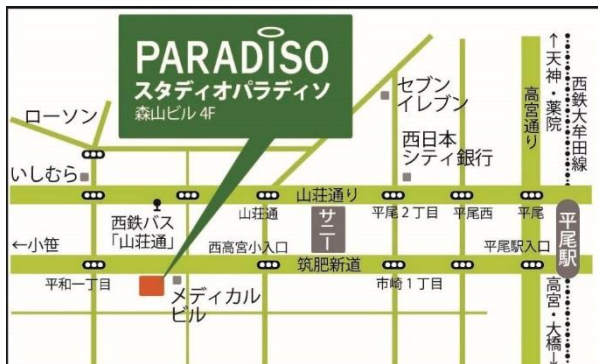 PARADISO
スタディオパラディソ
森山ビル 4F
ローソン
いしむら
セブン
イレブン
西日本
シティ銀行
高宮通り
↑天神・薬院
西鉄大牟田線
山荘通り
西鉄バス
「山荘通」
山荘通
サニー
平尾2丁目
平尾西
平尾
平尾駅
←小笹
西高宮小入口
平尾駅入口
筑肥新道
平和一丁目
メディカル
ビル
市崎1丁目
高宮・大橋↓